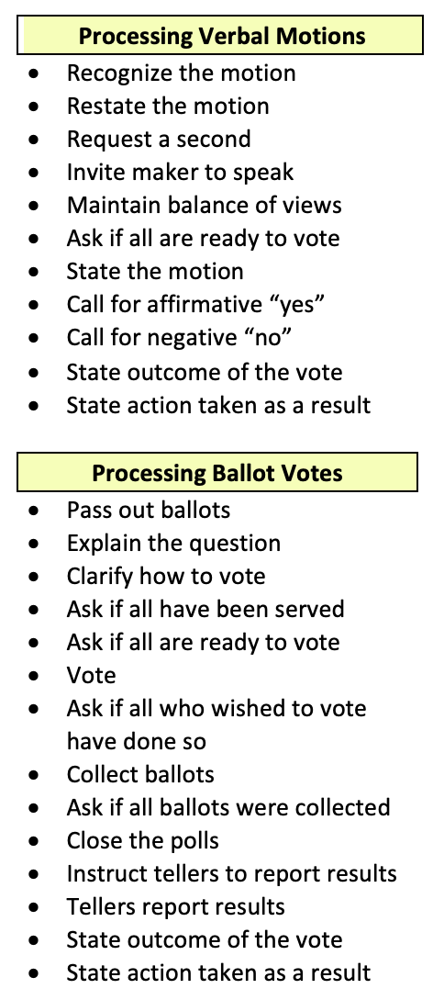 Processing Verbal Motions
• Recognize the motion
• Restate the motion
• Request a second
• Invite maker to speak
• Maintain balance of views
• Ask if all are ready to vote
• State the motion
• Call for affirmative “yes”
• Call for negative “no”
• State outcome of the vote
• State action taken as a result
Processing Ballot Votes
• Pass out ballots
• Explain the question
• Clarify how to vote
• Ask if all have been served
• Ask if all are ready to vote
• Vote
• Ask if all who wished to vote
have done so
• Collect ballots
• Ask if all ballots were collected
• Close the polls
• Instruct tellers to report results
• Tellers report results
• State outcome of the vote
• State action taken as a result